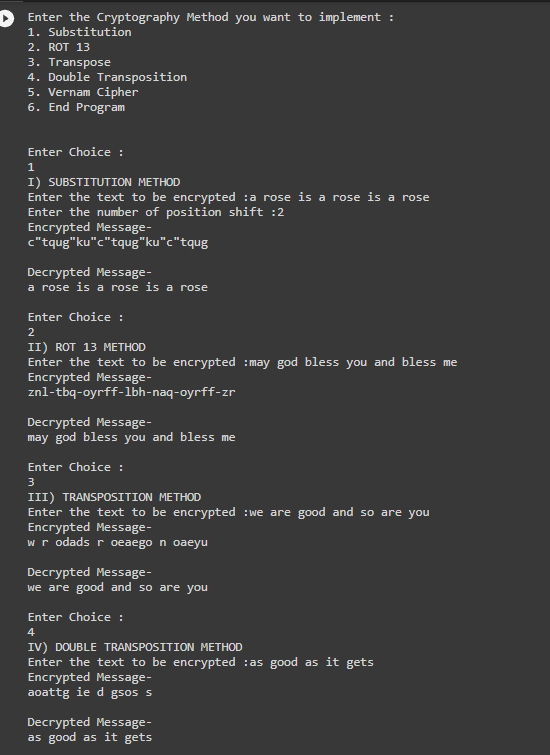 Enter the Cryptography Method you want to implement :
1. Substitution
2. ROT 13
3. Transpose
4. Double Transposition
5. Vernam Cipher
6. End Program
Enter Choice :
1
I) SUBSTITUTION METHOD
Enter the text to be encrypted :a rose is a rose is a rose
Enter the number of position shift :2
Encrypted Message-
c"tqug"ku"c"tqug"ku"c"tqug
Decrypted Message-
a rose is a rose is a rose
Enter Choice :
2
II) ROT 13 METHOD
Enter the text to be encrypted :may god bless you and bless me
Encrypted Message-
znl-tbq-oyrff-lbh-naq-oyrff-zr
Decrypted Message-
may god bless you and bless me
Enter Choice :
3
III) TRANSPOSITION METHOD
Enter the text to be encrypted :we are good and so are you
Encrypted Message-
w r odads r oeaego n oaeyu
Decrypted Message-
we are good and so are you
Enter Choice :
4
IV) DOUBLE TRANSPOSITION METHOD
Enter the text to be encrypted :as good as it gets
Encrypted Message-
aoattg ie d gsos s
Decrypted Message-
as good as it gets